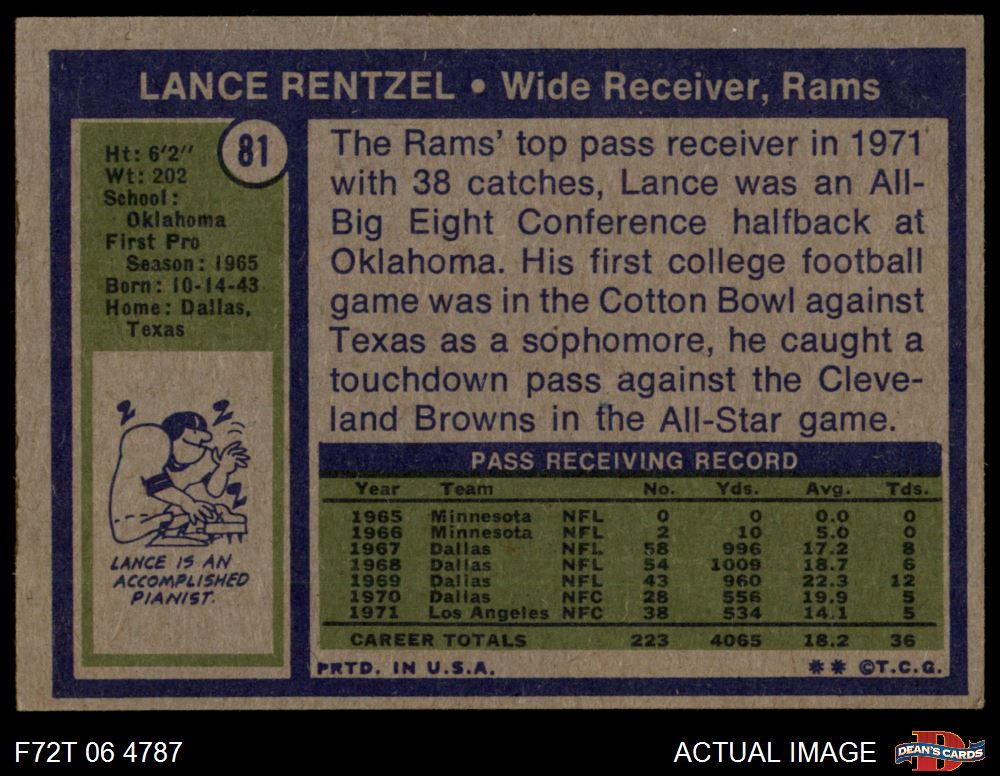 LANCE RENTZEL • Wide Receiver, Rams
81
Ht: 6'2"
Wt: 202
School:
Oklahoma
First Pro
Season: 1965
Born: 10-14-43
Home: Dallas,
Texas
The Rams' top pass receiver in 1971
with 38 catches, Lance was an All-
Big Eight Conference halfback at
Oklahoma. His first college football
game was in the Cotton Bowl against
Texas as a sophomore, he caught a
touchdown pass against the Cleve-
land Browns in the All-Star game.
Z Z
Z
LANCE IS AN
ACCOMPLISHED
PIANIST.
PASS RECEIVING RECORD
Year Team No. Yds. Avg. Tds.
1965 Minnesota NFL 0 0 0.0 0
1966 Minnesota NFL 2 10 5.0 0
1967 Dallas NFL 58 996 17.2 8
1968 Dallas NFL 54 1009 18.7 6
1969 Dallas NFL 43 960 22.3 12
1970 Dallas NFC 28 556 19.9 5
1971 Los Angeles NFC 38 534 14.1 5
CAREER TOTALS 223 4065 18.2 36
PRTD. IN U.S.A. ** ©T.C.G.
F72T 06 4787
ACTUAL IMAGE
D
DEAN'S CARDS